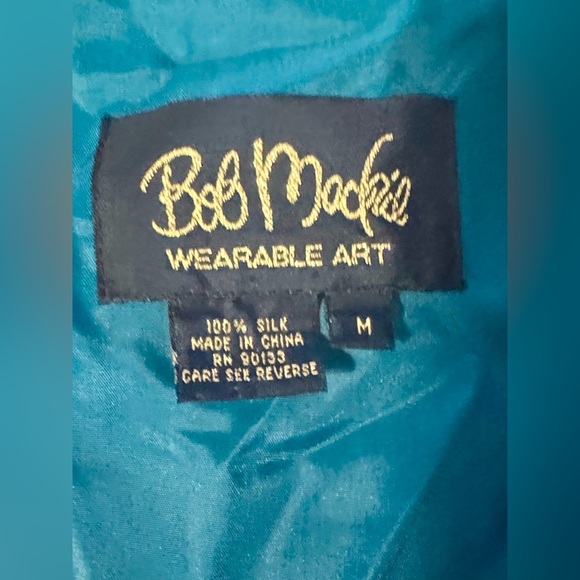 Bob Mackie
WEARABLE ART
100% SILK
MADE IN CHINA
RN 90133
CARE SEE REVERSE
M